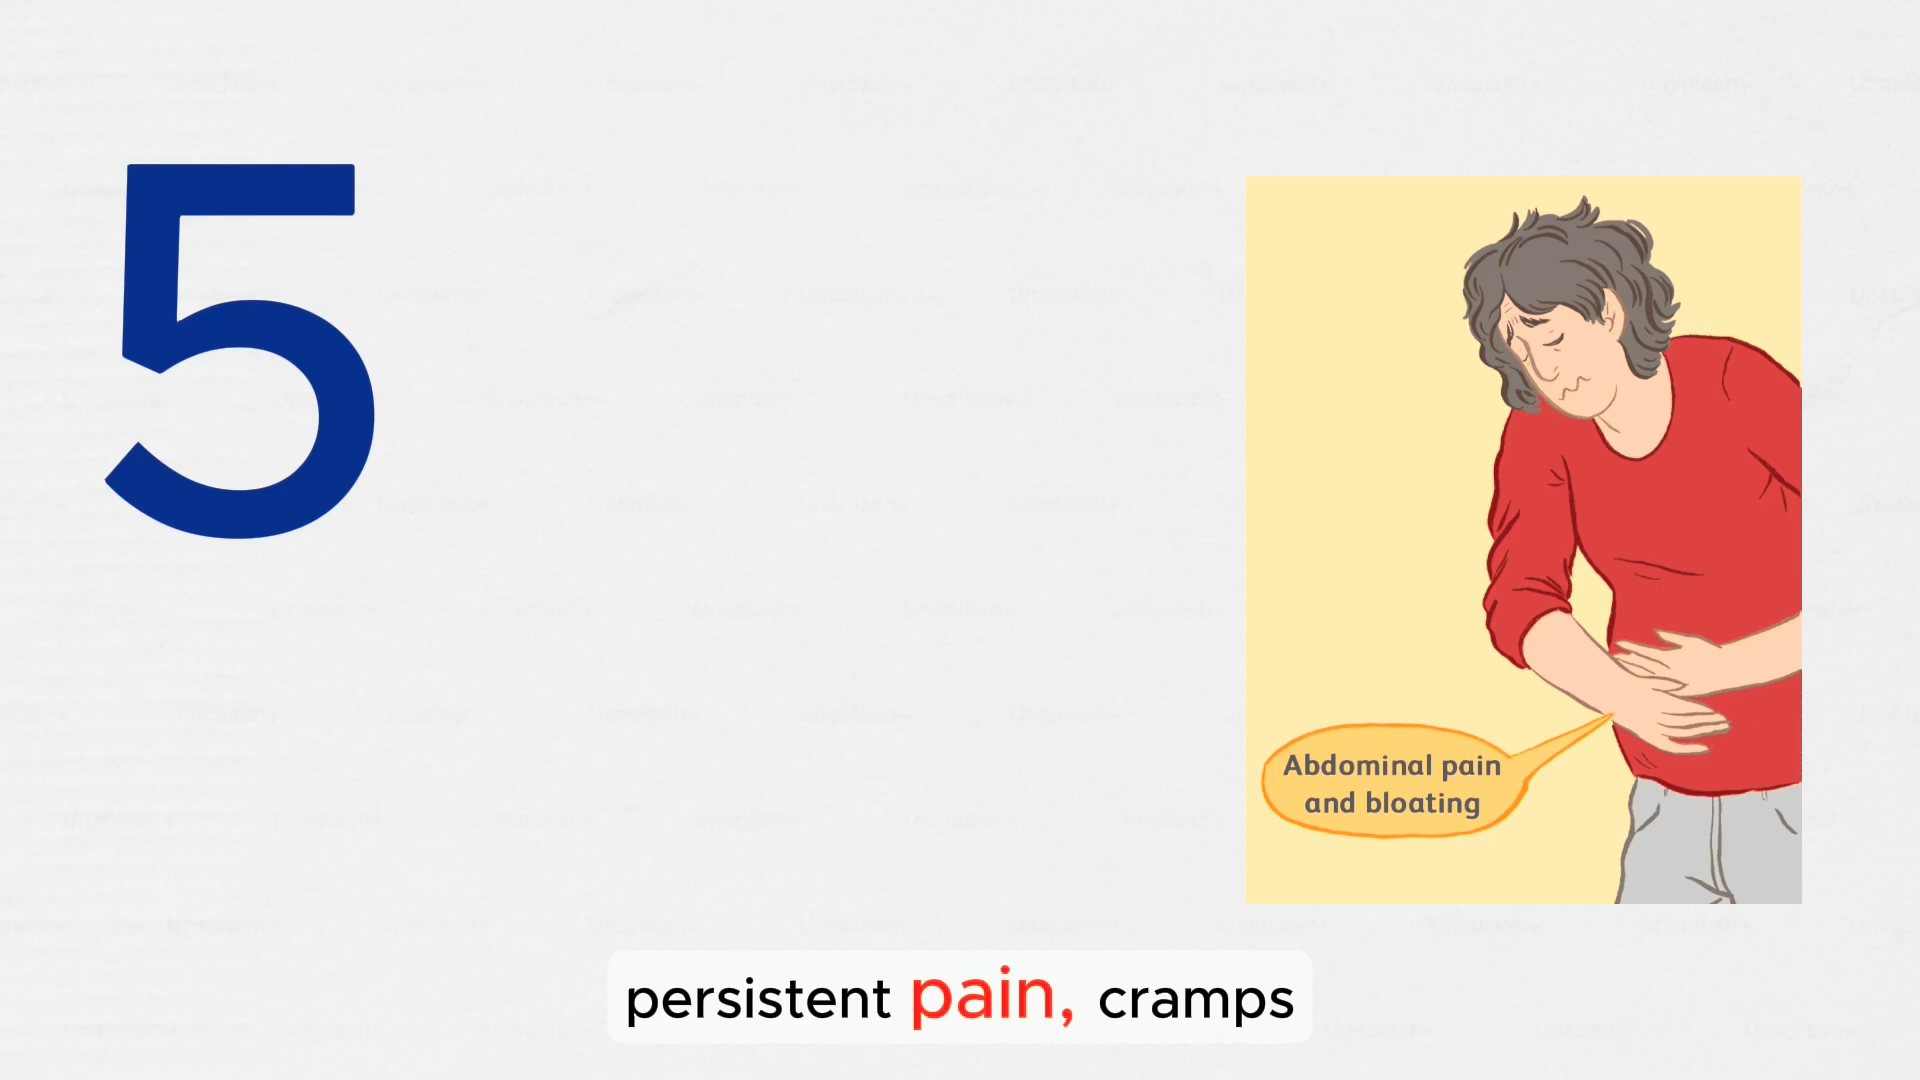 5
Abdominal pain
and bloating
persistent pain, cramps